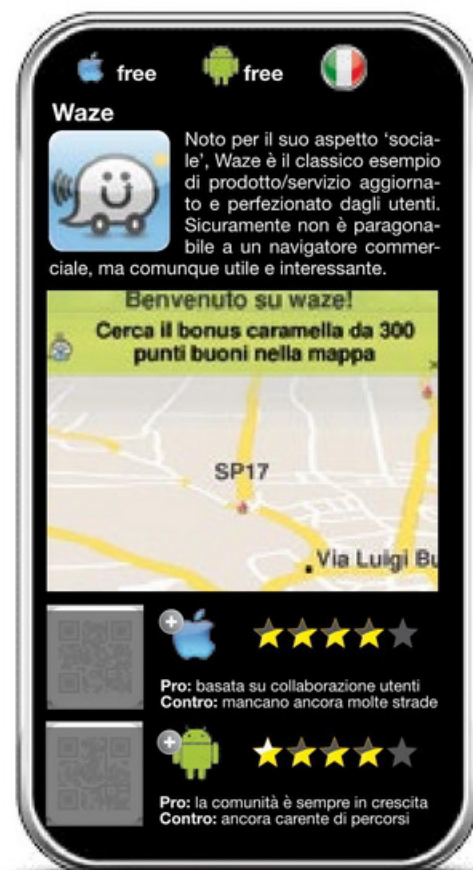 free free
Waze
Noto per il suo aspetto ‘socia-
le’, Waze è il classico esempio
di prodotto/servizio aggiorna-
to e perfezionato dagli utenti.
Sicuramente non è paragona-
bile a un navigatore commer-
ciale, ma comunque utile e interessante.
Benvenuto su waze!
Cerca il bonus caramella da 300
punti buoni nella mappa
SP17
Via Luigi Bu
Pro: basata su collaborazione utenti
Contro: mancano ancora molte strade
Pro: la comunità è sempre in crescita
Contro: ancora carente di percorsi